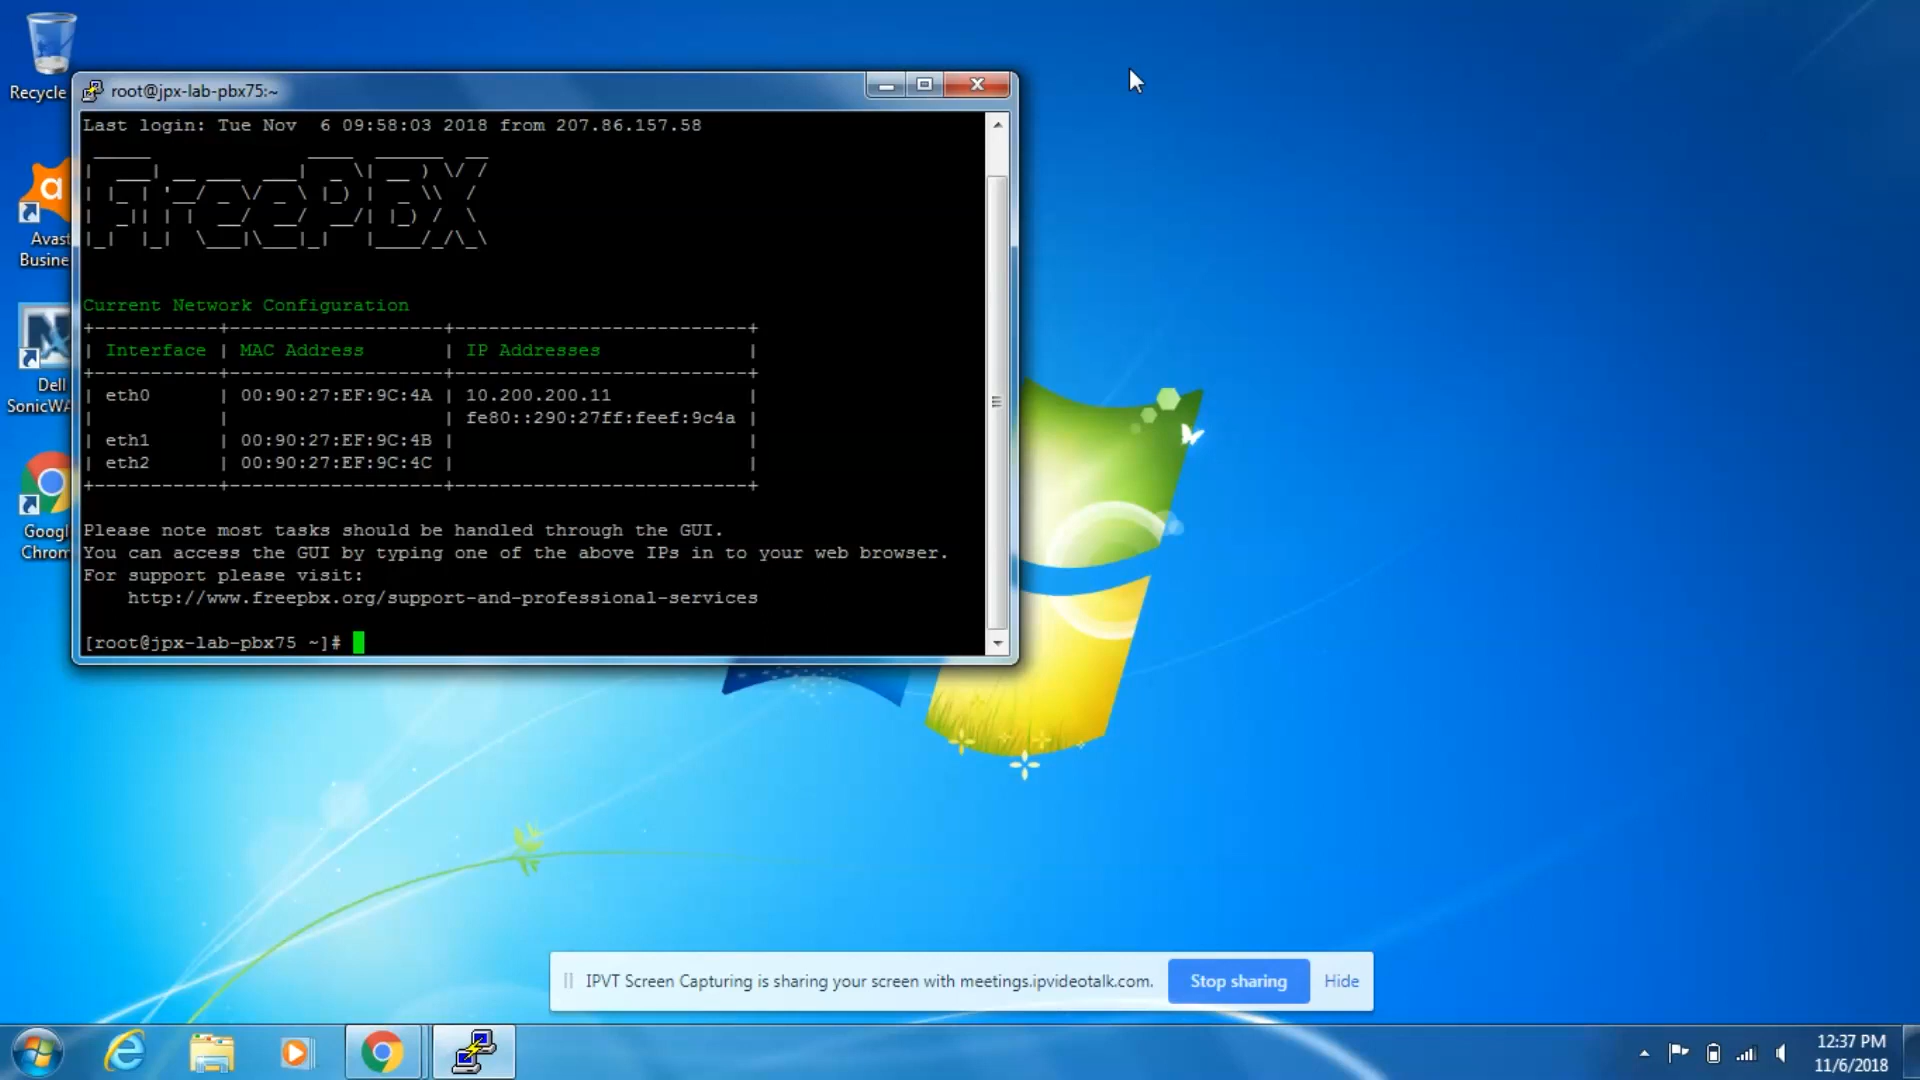 Recycle
root@jpx-lab-pbx75:~
Last login: Tue Nov  6 09:58:03 2018 from 207.86.157.58
FreePBX
Current Network Configuration
+-----------+-------------------+--------------------------+
| Interface | MAC Address       | IP Addresses             |
+-----------+-------------------+--------------------------+
| eth0      | 00:90:27:EF:9C:4A | 10.200.200.11            |
|           |                   | fe80::290:27ff:feef:9c4a |
| eth1      | 00:90:27:EF:9C:4B |                          |
| eth2      | 00:90:27:EF:9C:4C |                          |
+-----------+-------------------+--------------------------+
Please note most tasks should be handled through the GUI.
You can access the GUI by typing one of the above IPs in to your web browser.
For support please visit:
    http://www.freepbx.org/support-and-professional-services
[root@jpx-lab-pbx75 ~]#
Avast
Busine
Dell
SonicWA
Googl
Chrom
IPVT Screen Capturing is sharing your screen with meetings.ipvideotalk.com.
Stop sharing
Hide
12:37 PM
11/6/2018